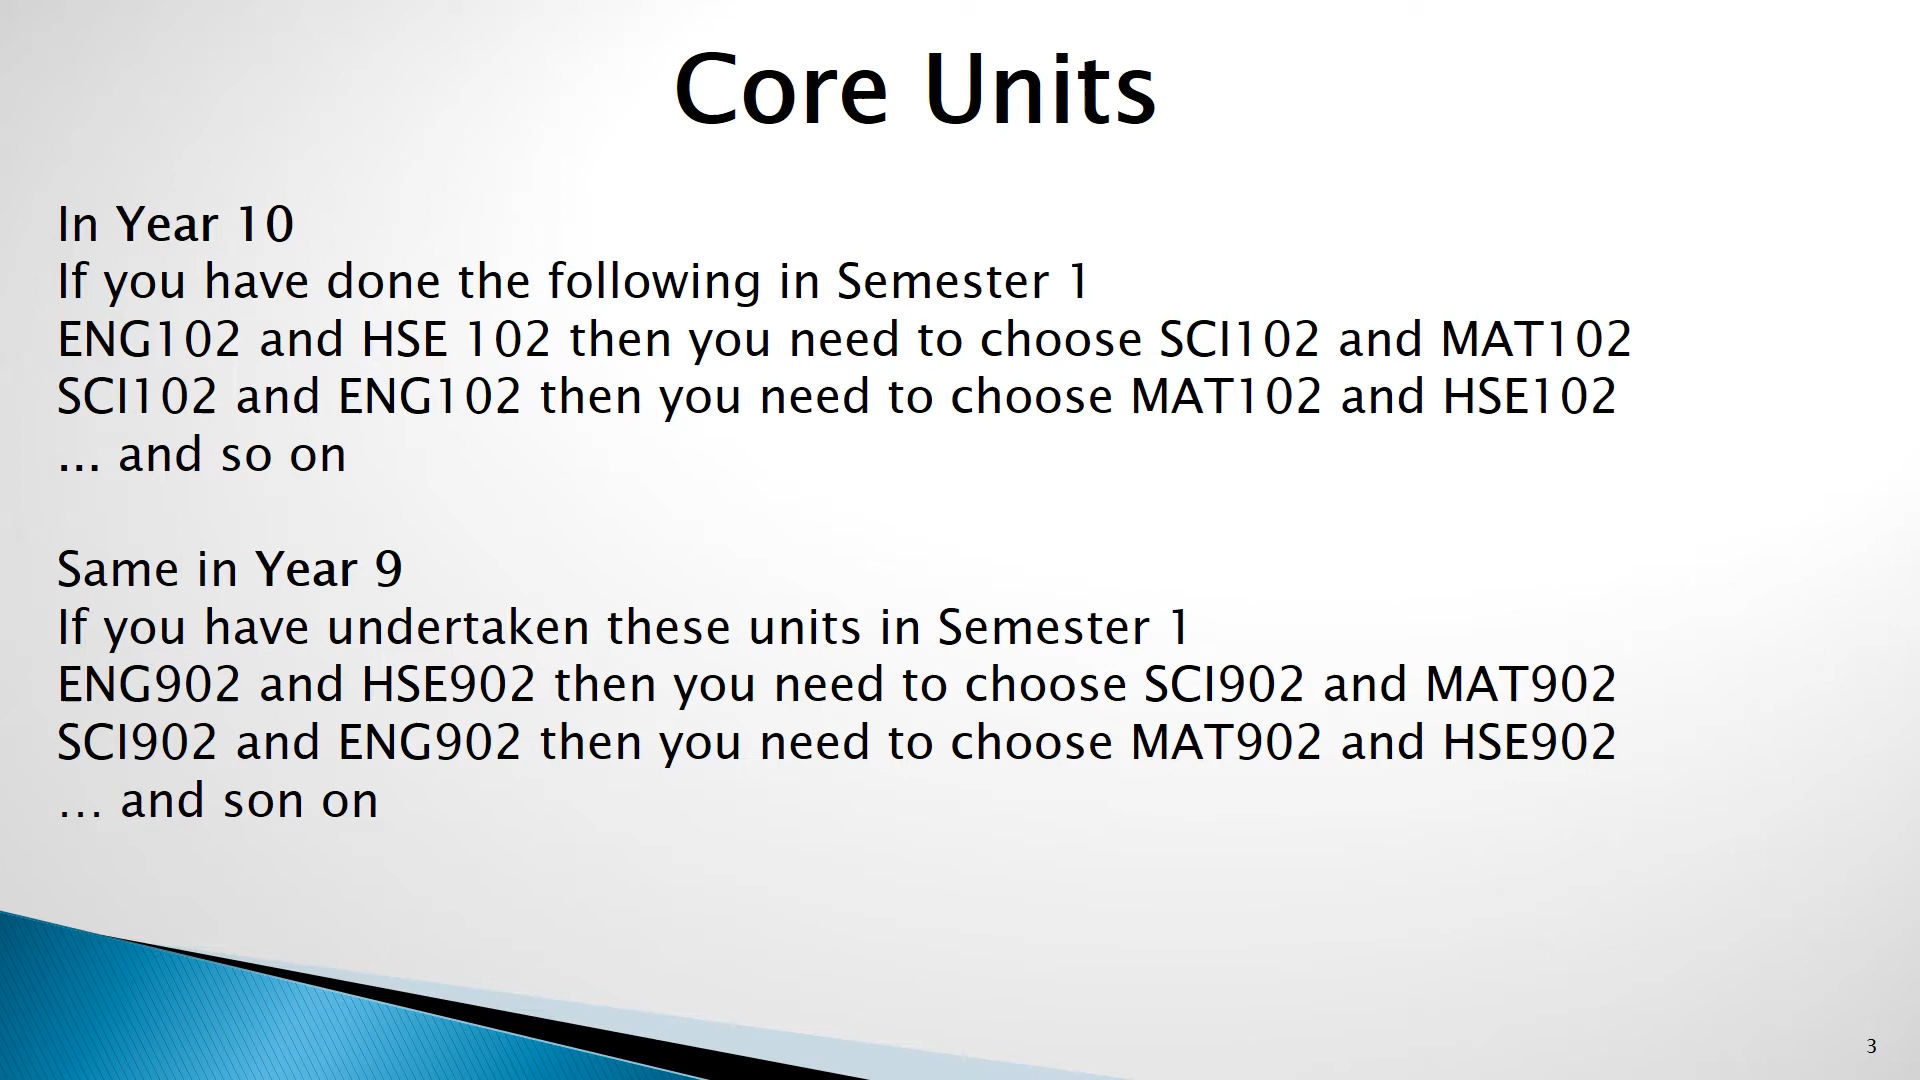 Core Units
In Year 10
If you have done the following in Semester 1
ENG102 and HSE 102 then you need to choose SCI102 and MAT102
SCI102 and ENG102 then you need to choose MAT102 and HSE102
... and so on
Same in Year 9
If you have undertaken these units in Semester 1
ENG902 and HSE902 then you need to choose SCI902 and MAT902
SCI902 and ENG902 then you need to choose MAT902 and HSE902
... and son on
3